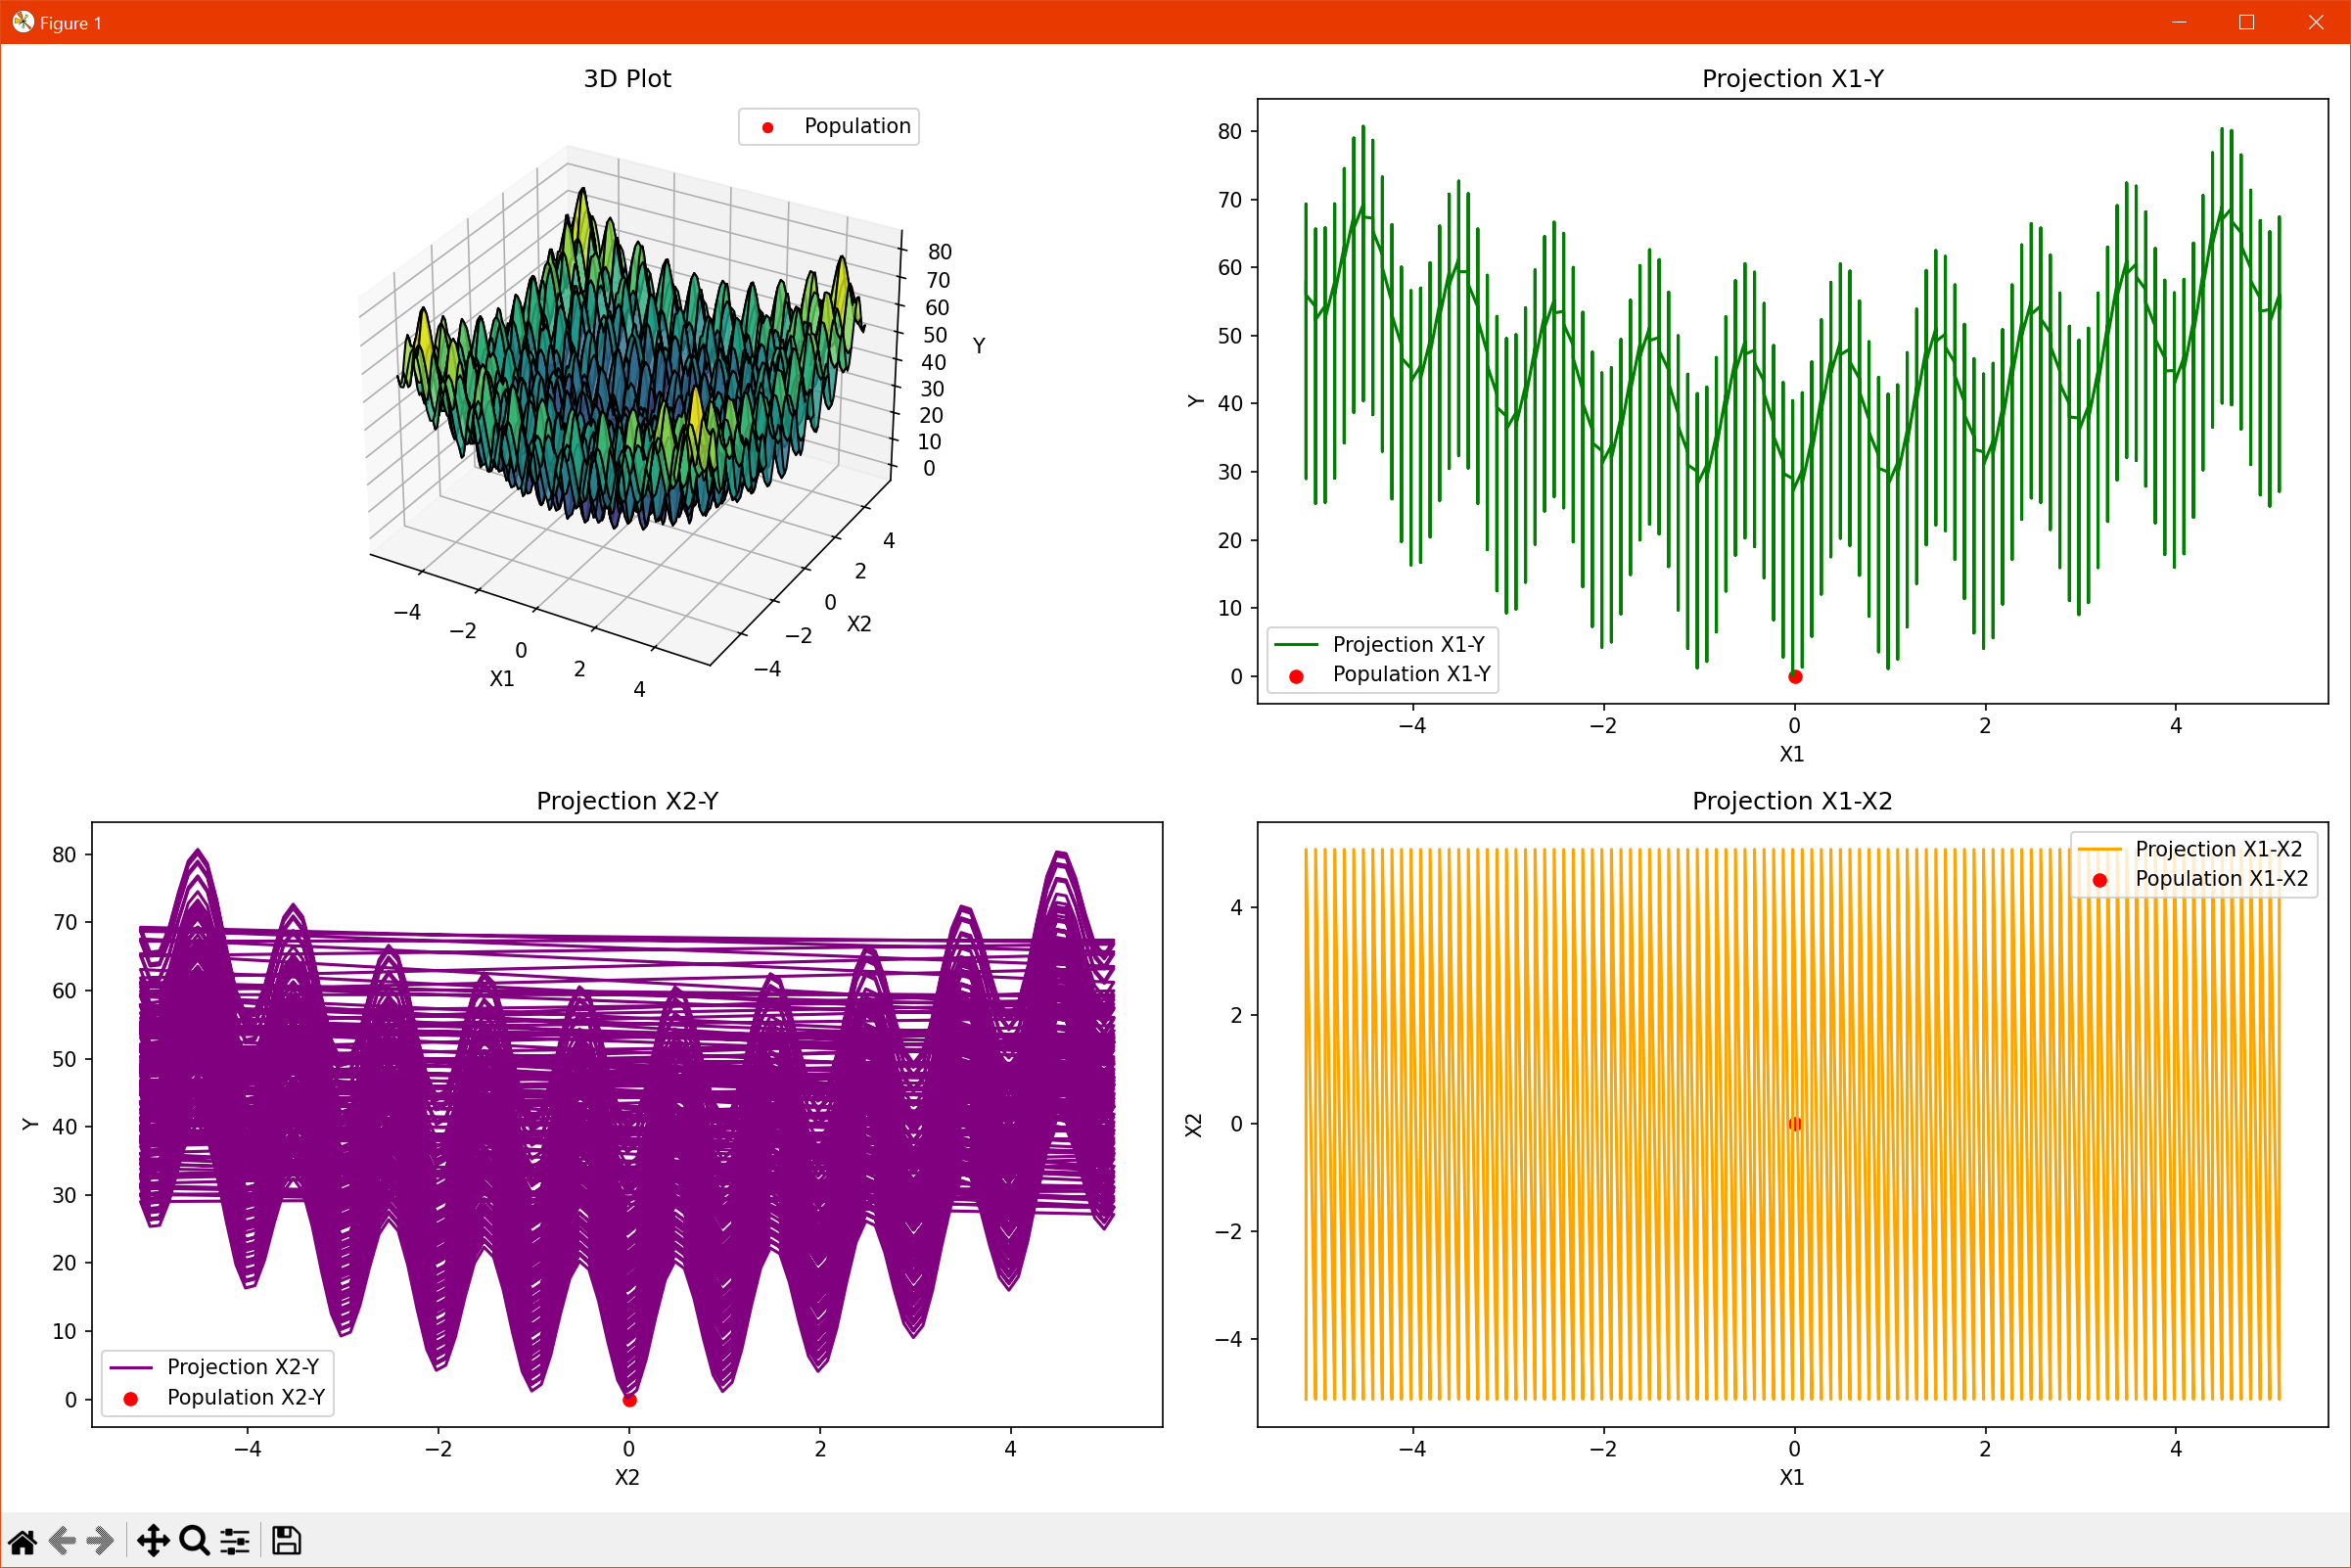 Figure 1
3D Plot
Population
80
70
60
50
40
30
20
10
0
Y
4
2
0
−2
−4
X2
−4
−2
0
2
4
X1
Projection X1-Y
80
70
60
50
40
30
20
10
0
Y
Projection X1-Y
Population X1-Y
−4
−2
0
2
4
X1
Projection X2-Y
80
70
60
50
40
30
20
10
0
Y
Projection X2-Y
Population X2-Y
−4
−2
0
2
4
X2
Projection X1-X2
Projection X1-X2
Population X1-X2
4
2
0
−2
−4
X2
−4
−2
0
2
4
X1